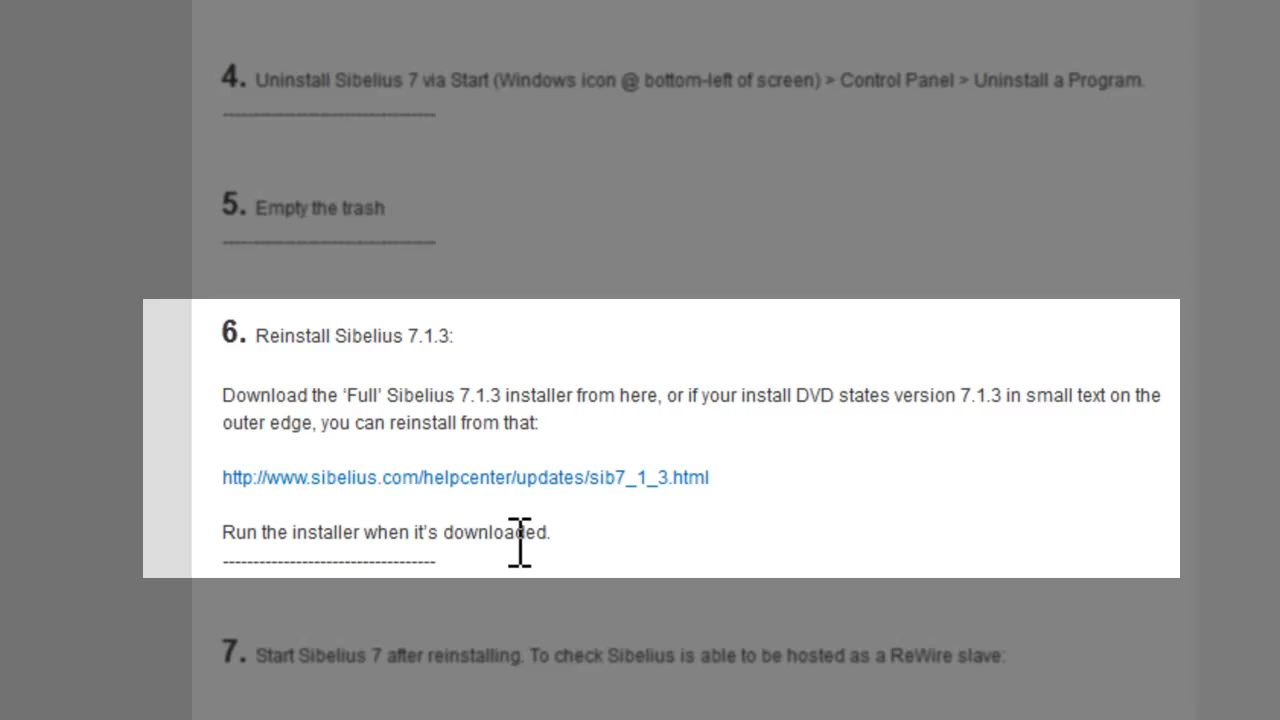 4. Uninstall Sibelius 7 via Start (Windows icon @ bottom-left of screen) > Control Panel > Uninstall a Program.
-----------------------------------
5. Empty the trash
-----------------------------------
6. Reinstall Sibelius 7.1.3:
Download the ‘Full’ Sibelius 7.1.3 installer from here, or if your install DVD states version 7.1.3 in small text on the
outer edge, you can reinstall from that:
http://www.sibelius.com/helpcenter/updates/sib7_1_3.html
Run the installer when it's downloaded.
-----------------------------------
7. Start Sibelius 7 after reinstalling. To check Sibelius is able to be hosted as a ReWire slave: